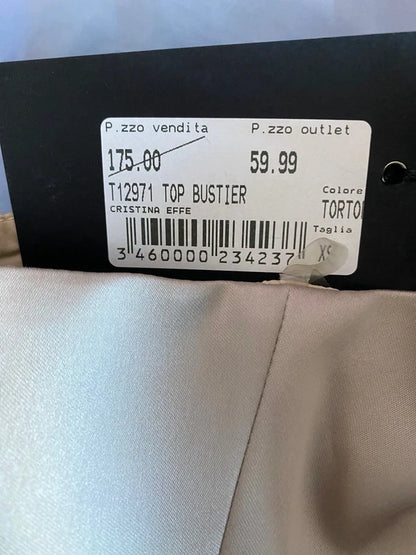 P.zzo vendita P.zzo outlet
175.00 59.99
T12971 TOP BUSTIER
CRISTINA EFFE
Colore
TORTO
Taglia
XS
3 460000 234237